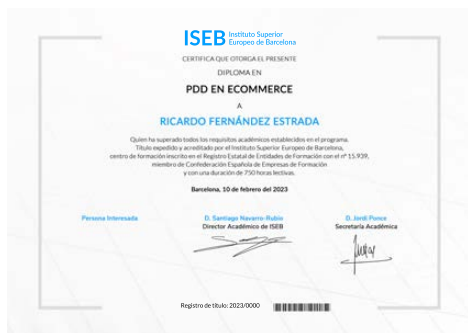 ISEB Instituto Superior
Europeo de Barcelona
CERTIFICA QUE OTORGA EL PRESENTE
DIPLOMA EN
PDD EN ECOMMERCE
A
RICARDO FERNÁNDEZ ESTRADA
Quien ha superado todos los requisitos académicos establecidos en el programa.
Título expedido y acreditado por el Instituto Superior Europeo de Barcelona,
centro de formación inscrito en el Registro Estatal de Entidades de Formación con el nº 15.939,
miembro de Confederación Española de Empresas de Formación
y con una duración de 750 horas lectivas.
Barcelona, 10 de febrero del 2023
Persona Interesada
D. Santiago Navarro-Rubio
Director Académico de ISEB
D. Jordi Ponce
Secretaría Académica
Registro de título: 2023/0000